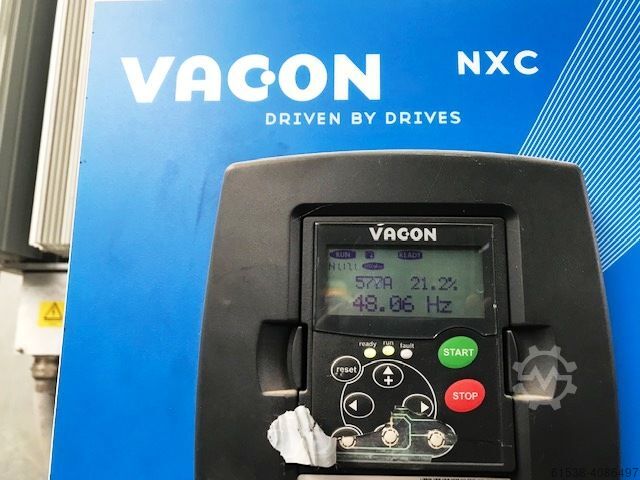 VACON NXC
DRIVEN BY DRIVES
VACON
RUN READY
21.2%
48.06 Hz
ready run fault
reset
START
STOP
61538-4086497